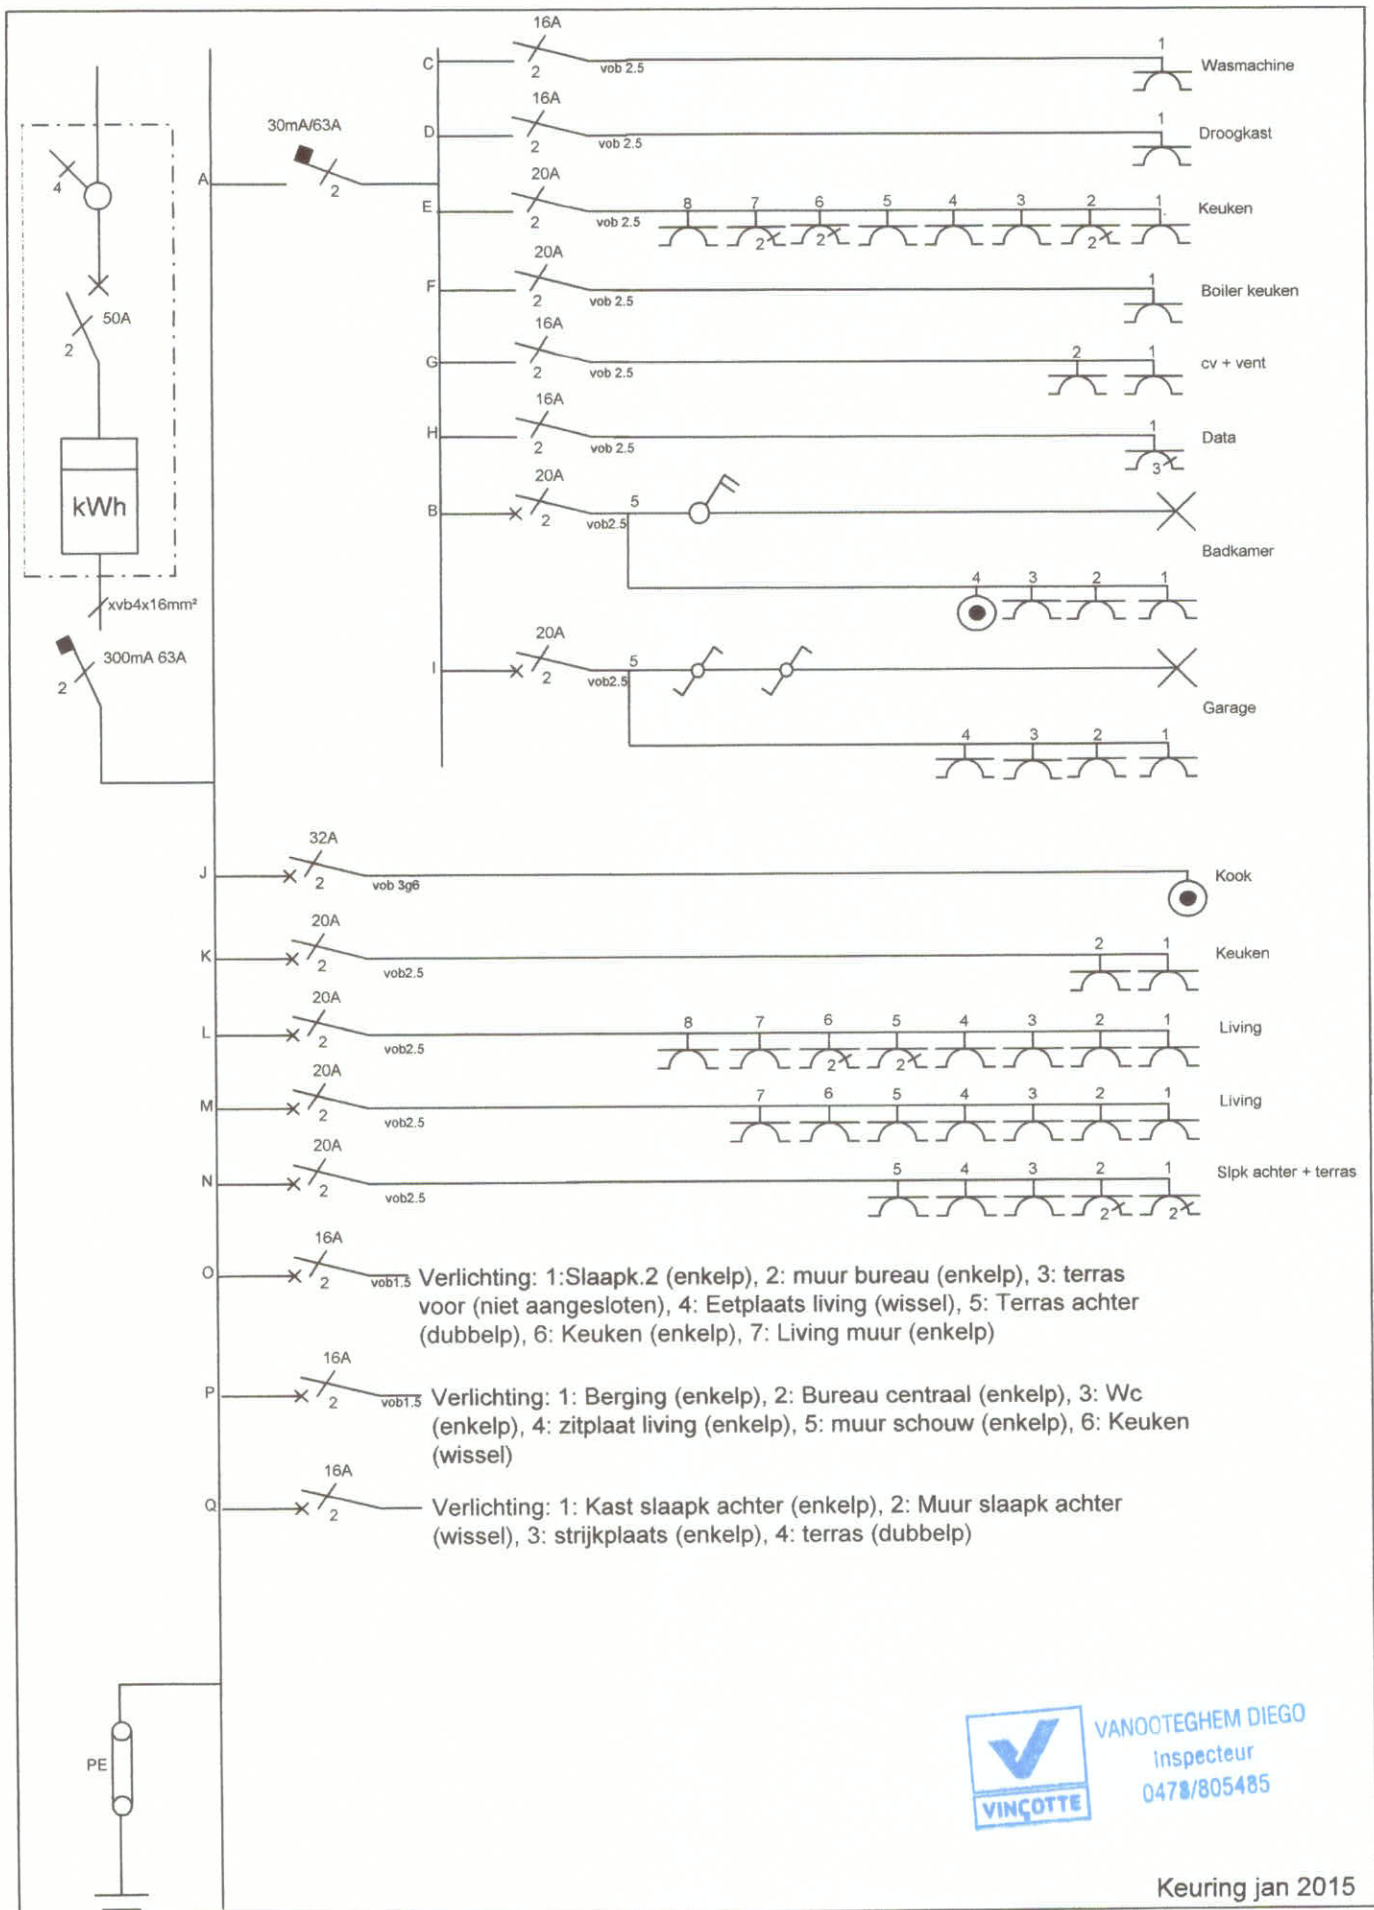 16A
C
2
vob 2.5
1
Wasmachine
16A
D
2
vob 2.5
1
Droogkast
30mA/63A
A
2
4
20A
E
2
vob 2.5
8 7 6 5 4 3 2 1
2 2 2
Keuken
20A
F
2
vob 2.5
1
Boiler keuken
50A
2
16A
G
2
vob 2.5
2 1
cv + vent
16A
H
2
vob 2.5
1
3
Data
kWh
20A
B
2
vob2.5
5
Badkamer
4 3 2 1
xvb4x16mm²
300mA 63A
2
20A
I
2
vob2.5
5
Garage
4 3 2 1
32A
J
2
vob 3g6
Kook
20A
K
2
vob2.5
2 1
Keuken
20A
L
2
vob2.5
8 7 6 5 4 3 2 1
2 2
Living
20A
M
2
vob2.5
7 6 5 4 3 2 1
Living
20A
N
2
vob2.5
5 4 3 2 1
2 2
Slpk achter + terras
16A
O
2
vob1.5
Verlichting: 1:Slaapk.2 (enkelp), 2: muur bureau (enkelp), 3: terras
voor (niet aangesloten), 4: Eetplaats living (wissel), 5: Terras achter
(dubbelp), 6: Keuken (enkelp), 7: Living muur (enkelp)
16A
P
2
vob1.5
Verlichting: 1: Berging (enkelp), 2: Bureau centraal (enkelp), 3: Wc
(enkelp), 4: zitplaat living (enkelp), 5: muur schouw (enkelp), 6: Keuken
(wissel)
16A
Q
2
Verlichting: 1: Kast slaapk achter (enkelp), 2: Muur slaapk achter
(wissel), 3: strijkplaats (enkelp), 4: terras (dubbelp)
PE
VINÇOTTE
VANOOTEGHEM DIEGO
Inspecteur
0478/805485
Keuring jan 2015